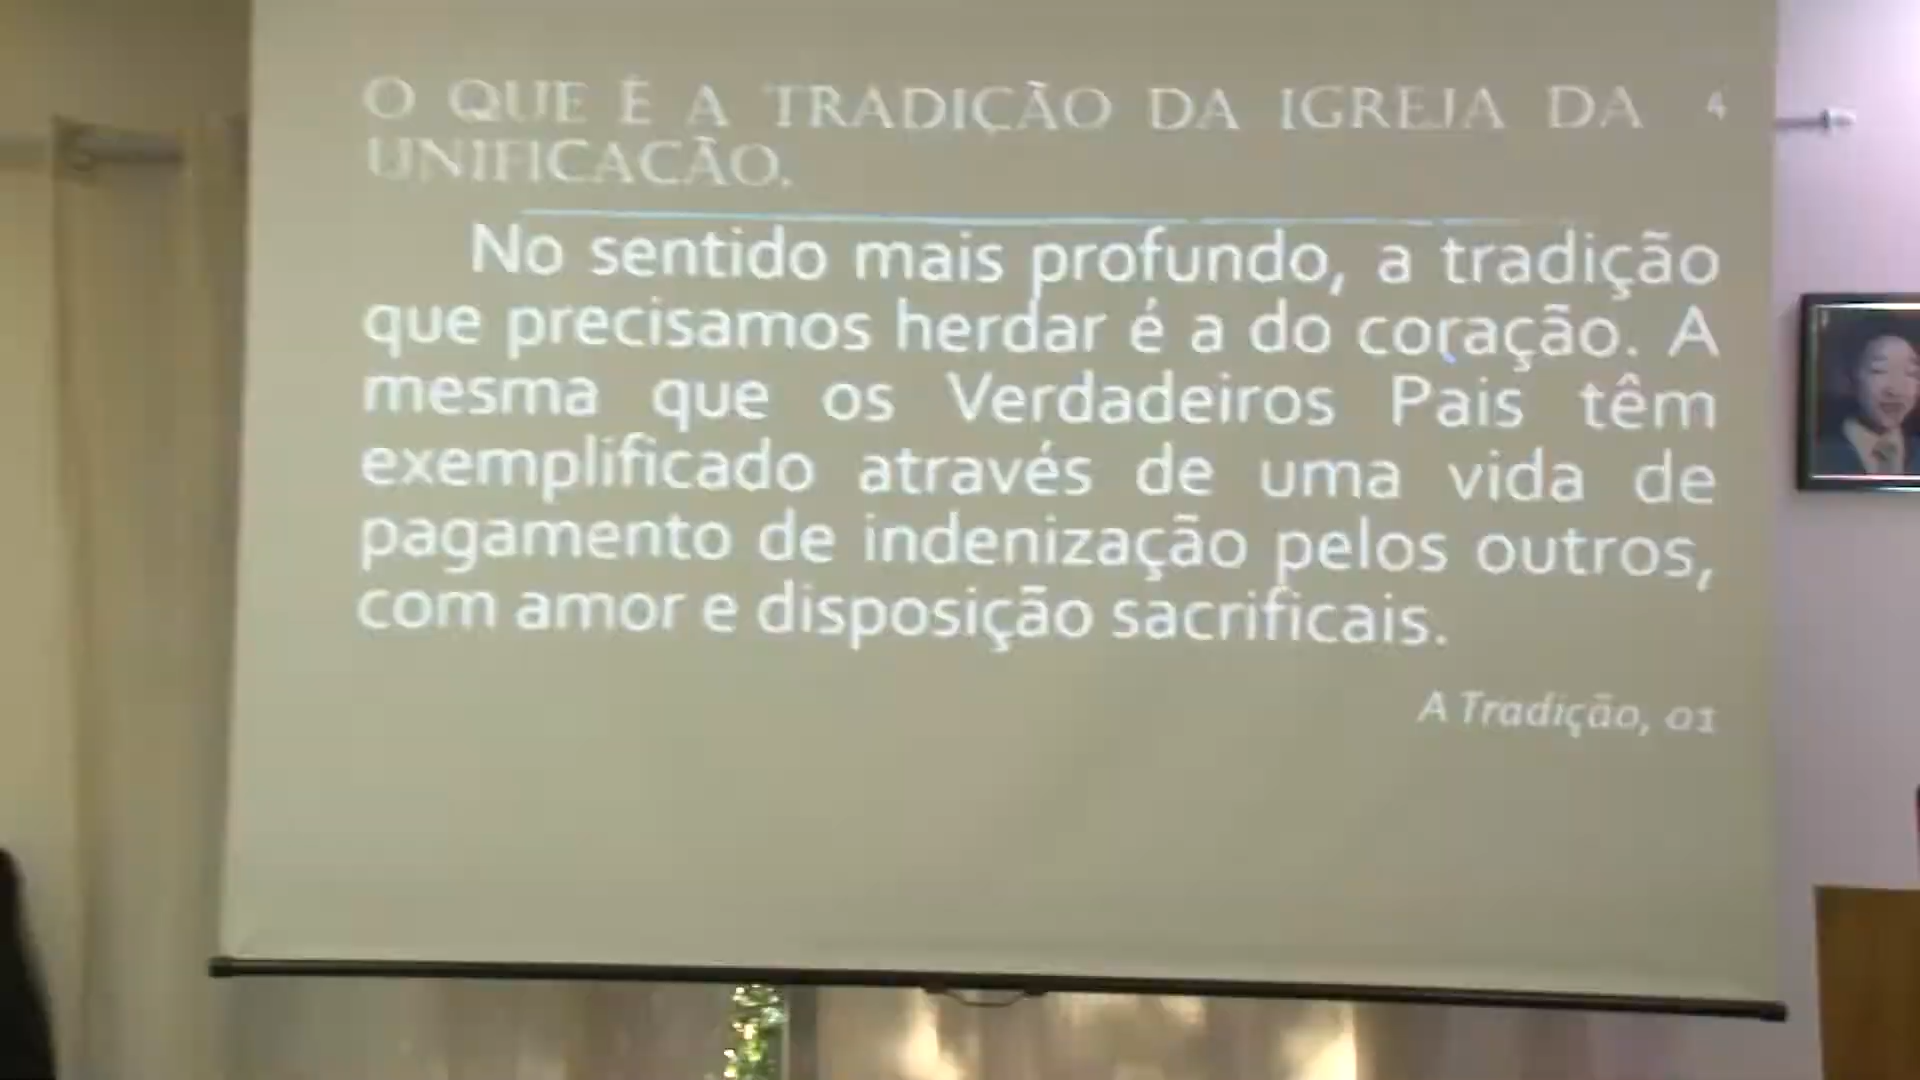 O QUE É A TRADIÇÃO DA IGREJA DA 4
UNIFICACÃO.
No sentido mais profundo, a tradição
que precisamos herdar é a do coração. A
mesma que os Verdadeiros Pais têm
exemplificado através de uma vida de
pagamento de indenização pelos outros,
com amor e disposição sacrificais.
A Tradição, 01